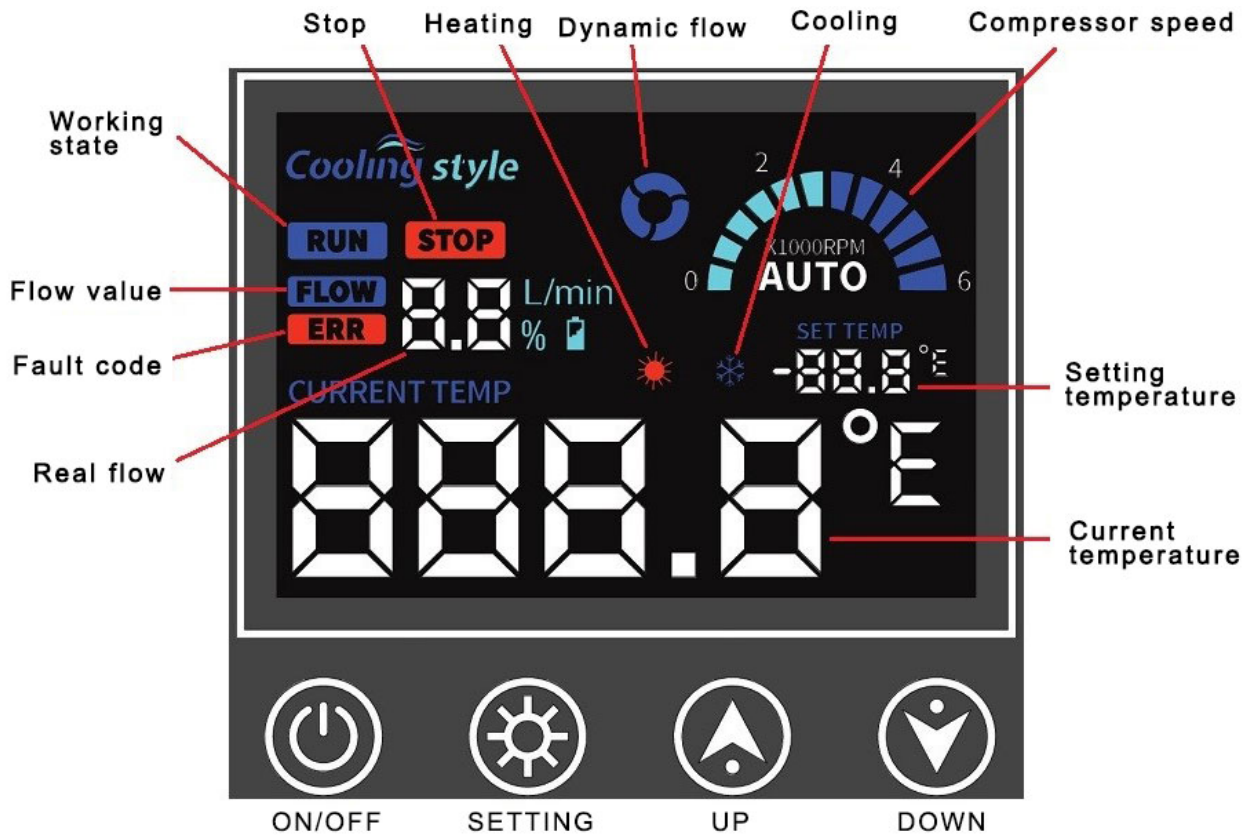 Stop
Heating
Dynamic flow
Cooling
Compressor speed
Working
state
Cooling style
2
4
RUN
STOP
X1000RPM
0
AUTO
6
Flow value
FLOW
8.8
L/min
Fault code
ERR
%
SET TEMP
-88.8°E
Setting
temperature
CURRENT TEMP
Real flow
888.8°E
Current
temperature
ON/OFF
SETTING
UP
DOWN